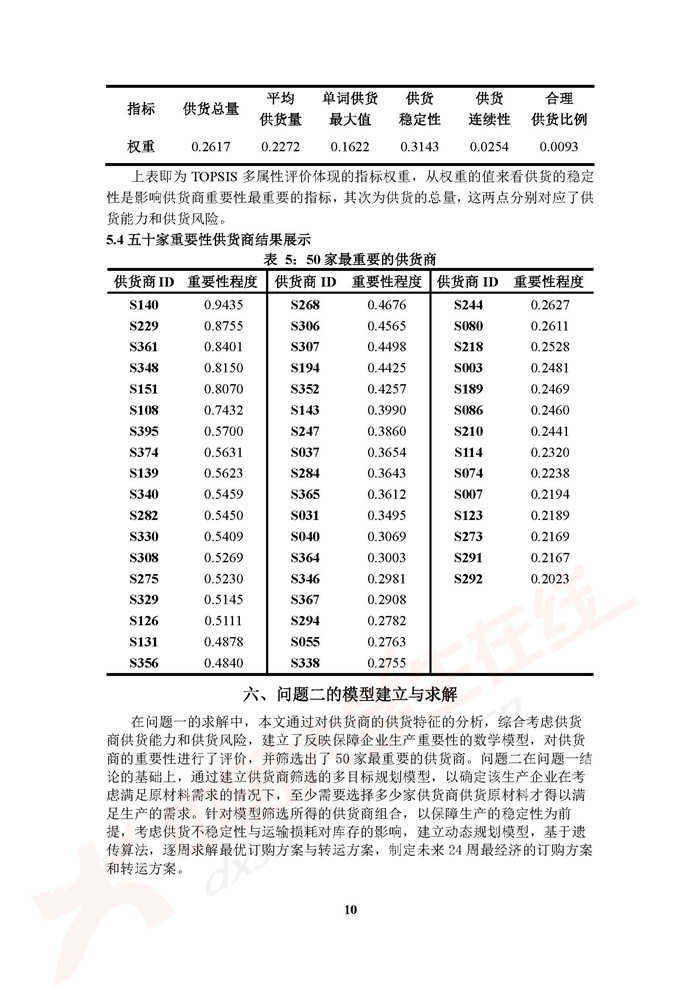 指标 供货总量 平均供货量 单词供货最大值 供货稳定性 供货连续性 合理供货比例
权重 0.2617 0.2272 0.1622 0.3143 0.0254 0.0093
上表即为 TOPSIS 多属性评价体现的指标权重，从权重的值来看供货的稳定
性是影响供货商重要性最重要的指标，其次为供货的总量，这两点分别对应了供
货能力和供货风险。
5.4 五十家重要性供货商结果展示
表 5：50 家最重要的供货商
供货商 ID 重要性程度 供货商 ID 重要性程度 供货商 ID 重要性程度
S140 0.9435 S268 0.4676 S244 0.2627
S229 0.8755 S306 0.4565 S080 0.2611
S361 0.8401 S307 0.4498 S218 0.2528
S348 0.8150 S194 0.4425 S003 0.2481
S151 0.8070 S352 0.4257 S189 0.2469
S108 0.7432 S143 0.3990 S086 0.2460
S395 0.5700 S247 0.3860 S210 0.2441
S374 0.5631 S037 0.3654 S114 0.2320
S139 0.5623 S284 0.3643 S074 0.2238
S340 0.5459 S365 0.3612 S007 0.2194
S282 0.5450 S031 0.3495 S123 0.2189
S330 0.5409 S040 0.3069 S273 0.2169
S308 0.5269 S364 0.3003 S291 0.2167
S275 0.5230 S346 0.2981 S292 0.2023
S329 0.5145 S367 0.2908
S126 0.5111 S294 0.2782
S131 0.4878 S055 0.2763
S356 0.4840 S338 0.2755
六、问题二的模型建立与求解
在问题一的求解中，本文通过对供货商的供货特征的分析，综合考虑供货
商供货能力和供货风险，建立了反映保障企业生产重要性的数学模型，对供货
商的重要性进行了评价，并筛选出了 50 家最重要的供货商。问题二在问题一结
论的基础上，通过建立供货商筛选的多目标规划模型，以确定该生产企业在考
虑满足原材料需求的情况下，至少需要选择多少家供货商供货原材料才得以满
足生产的需求。针对模型筛选所得的供货商组合，以保障生产的稳定性为前
提，考虑供货不稳定性与运输损耗对库存的影响，建立动态规划模型，基于遗
传算法，逐周求解最优订购方案与转运方案，制定未来 24 周最经济的订购方案
和转运方案。
10